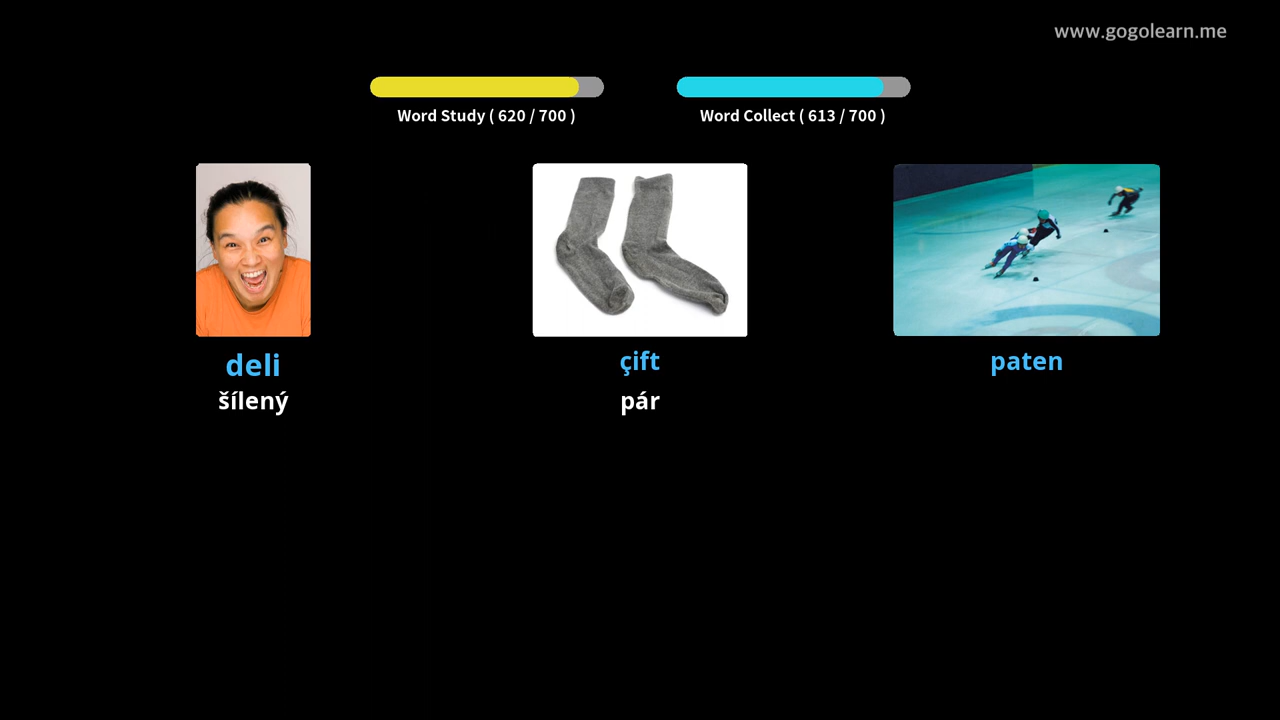 www.gogolearn.me
Word Study ( 620 / 700 )
Word Collect ( 613 / 700 )
deli
šílený
çift
pár
paten